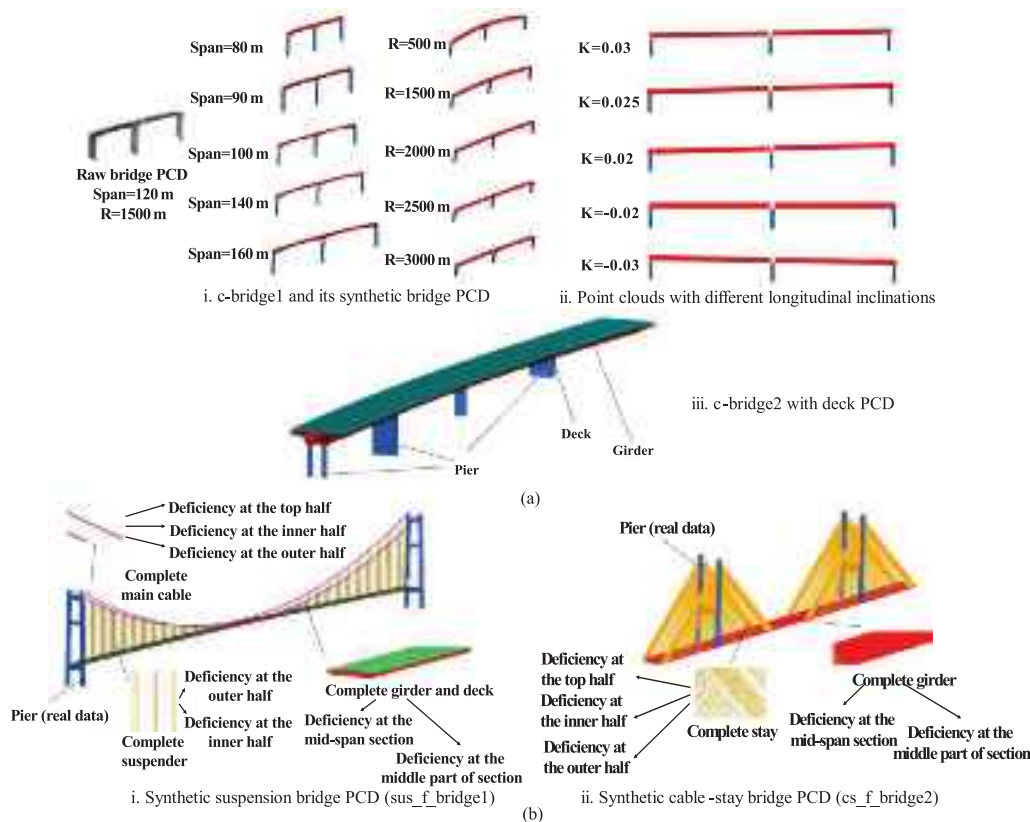 Span=80 m
Span=90 m
Span=100 m
Span=140 m
Span=160 m
Raw bridge PCD
Span=120 m
R=1500 m
R=500 m
R=1500 m
R=2000 m
R=2500 m
R=3000 m
i. c-bridge1 and its synthetic bridge PCD
K=0.03
K=0.025
K=0.02
K=-0.02
K=-0.03
ii. Point clouds with different longitudinal inclinations
Deck
Girder
Pier
iii. c-bridge2 with deck PCD
(a)
Deficiency at the top half
Deficiency at the inner half
Deficiency at the outer half
Complete
main cable
Pier (real data)
Deficiency at the
outer half
Deficiency at the
inner half
Complete
suspender
Complete girder and deck
Deficiency at the
mid-span section
Deficiency at the
middle part of section
i. Synthetic suspension bridge PCD (sus_f_bridge1)
Pier (real data)
Deficiency at
the top half
Deficiency
at the inner half
Deficiency at
the outer half
Complete stay
Complete girder
Deficiency at the
mid-span section
Deficiency at the
middle part of section
ii. Synthetic cable -stay bridge PCD (cs_f_bridge2)
(b)